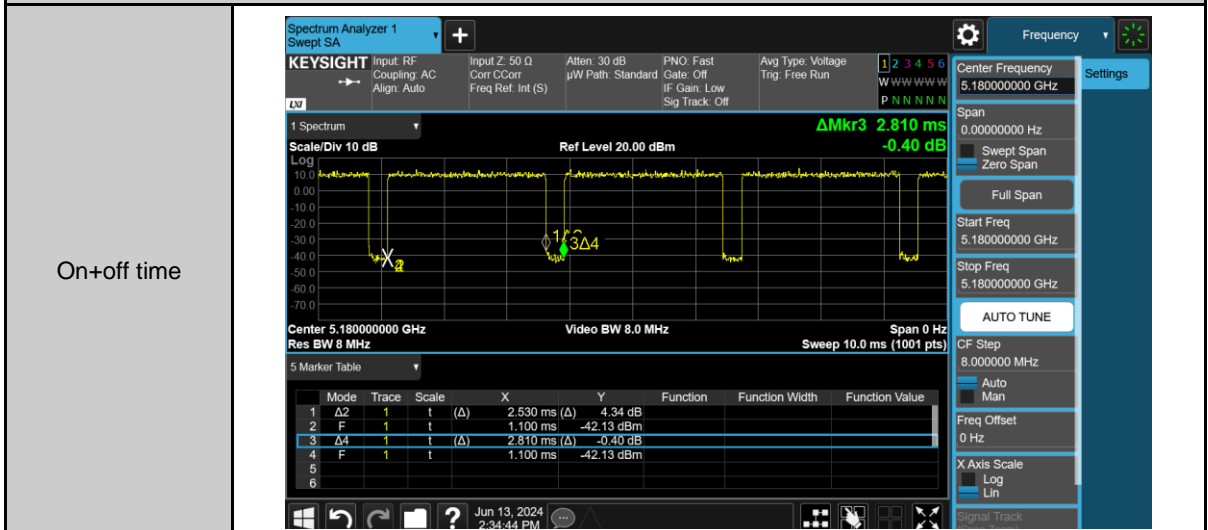 On+off time
Spectrum Analyzer 1
Swept SA
Frequency
KEYSIGHT
Input: RF
Coupling: AC
Align: Auto
Input Z: 50 Ω
Corr CCorr
Freq Ref: Int (S)
Atten: 30 dB
µW Path: Standard
PNO: Fast
Gate: Off
IF Gain: Low
Sig Track: Off
Avg Type: Voltage
Trig: Free Run
1 2 3 4 5 6
W W W W W W
P N N N N N
LXI
1 Spectrum
ΔMkr3 2.810 ms
-0.40 dB
Scale/Div 10 dB
Ref Level 20.00 dBm
Log
10.0
0.00
-10.0
-20.0
-30.0
-40.0
-50.0
-60.0
-70.0
3Δ4
Center 5.180000000 GHz
Video BW 8.0 MHz
Span 0 Hz
Res BW 8 MHz
Sweep 10.0 ms (1001 pts)
5 Marker Table
Mode Trace Scale X Y Function Function Width Function Value
1 Δ2 1 t (Δ) 2.530 ms (Δ) 4.34 dB
2 F 1 t 1.100 ms -42.13 dBm
3 Δ4 1 t (Δ) 2.810 ms (Δ) -0.40 dB
4 F 1 t 1.100 ms -42.13 dBm
5
6
Jun 13, 2024
2:34:44 PM
Center Frequency
5.180000000 GHz
Settings
Span
0.00000000 Hz
Swept Span
Zero Span
Full Span
Start Freq
5.180000000 GHz
Stop Freq
5.180000000 GHz
AUTO TUNE
CF Step
8.000000 MHz
Auto
Man
Freq Offset
0 Hz
X Axis Scale
Log
Lin
Signal Track